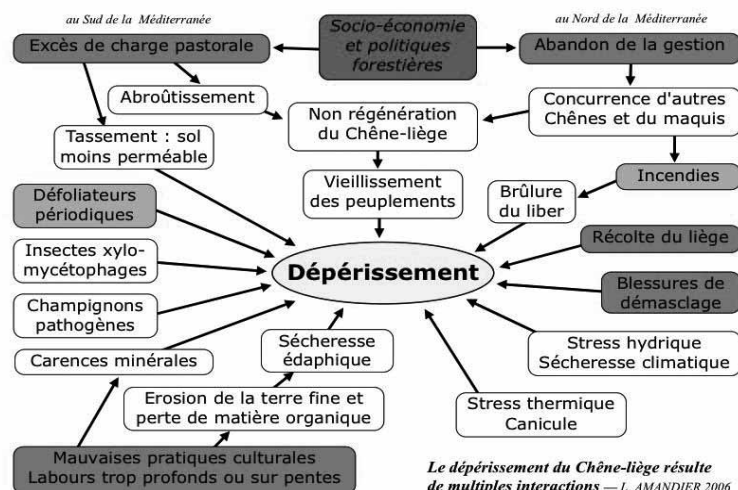 au Sud de la Méditerranée
au Nord de la Méditerranée
Socio-économie
et politiques
forestières
Excès de charge pastorale
Abandon de la gestion
Abroûtissement
Non régénération
du Chêne-liège
Concurrence d'autres
Chênes et du maquis
Tassement : sol
moins perméable
Vieillissement
des peuplements
Incendies
Brûlure
du liber
Défoliateurs
périodiques
Récolte du liège
Insectes xylo-
mycétophages
Dépérissement
Blessures de
démasclage
Champignons
pathogènes
Sécheresse
édaphique
Stress hydrique
Sécheresse climatique
Carences minérales
Erosion de la terre fine et
perte de matière organique
Stress thermique
Canicule
Mauvaises pratiques culturales
Labours trop profonds ou sur pentes
Le dépérissement du Chêne-liège résulte
de multiples interactions — L. AMANDIER 2006